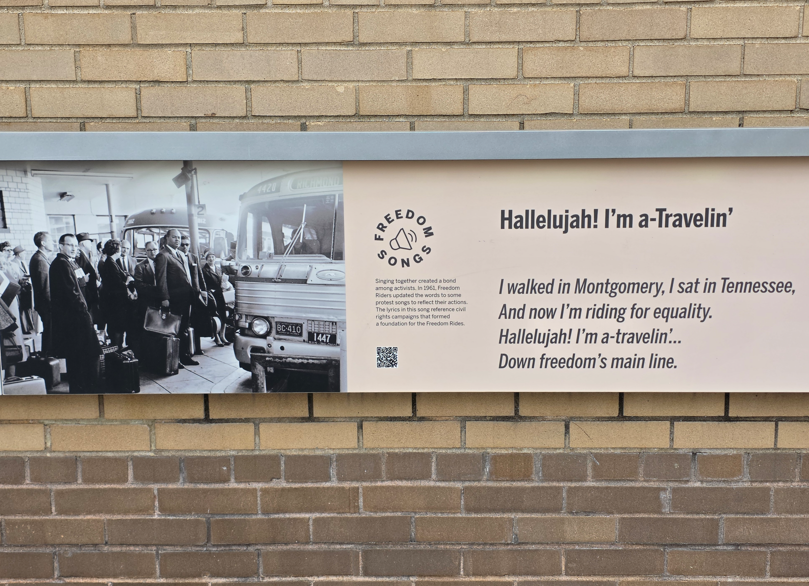 FREEDOM
SONGS
Singing together created a bond
among activists. In 1961, Freedom
Riders updated the words to some
protest songs to reflect their actions.
The lyrics in this song reference civil
rights campaigns that formed
a foundation for the Freedom Rides.
Hallelujah! I'm a-Travelin'
I walked in Montgomery, I sat in Tennessee,
And now I'm riding for equality.
Hallelujah! I'm a-travelin'...
Down freedom's main line.
BC·410
1447